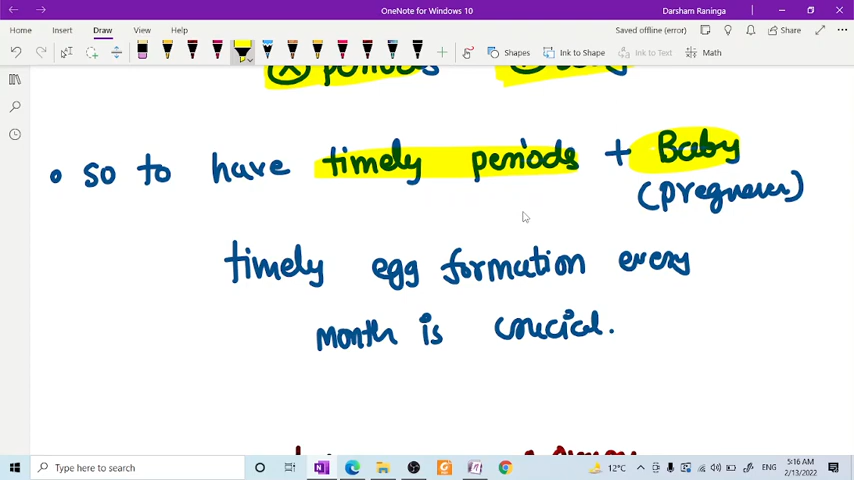 OneNote for Windows 10
Darsham Raninga
Home Insert Draw View Help
Saved offline (error)
Share
Shapes
Ink to Shape
Ink to Text
Math
periods
• so to have timely periods + Baby
(pregnancy)
timely egg formation every
month is crucial.
Type here to search
12°C
ENG
5:16 AM
2/13/2022